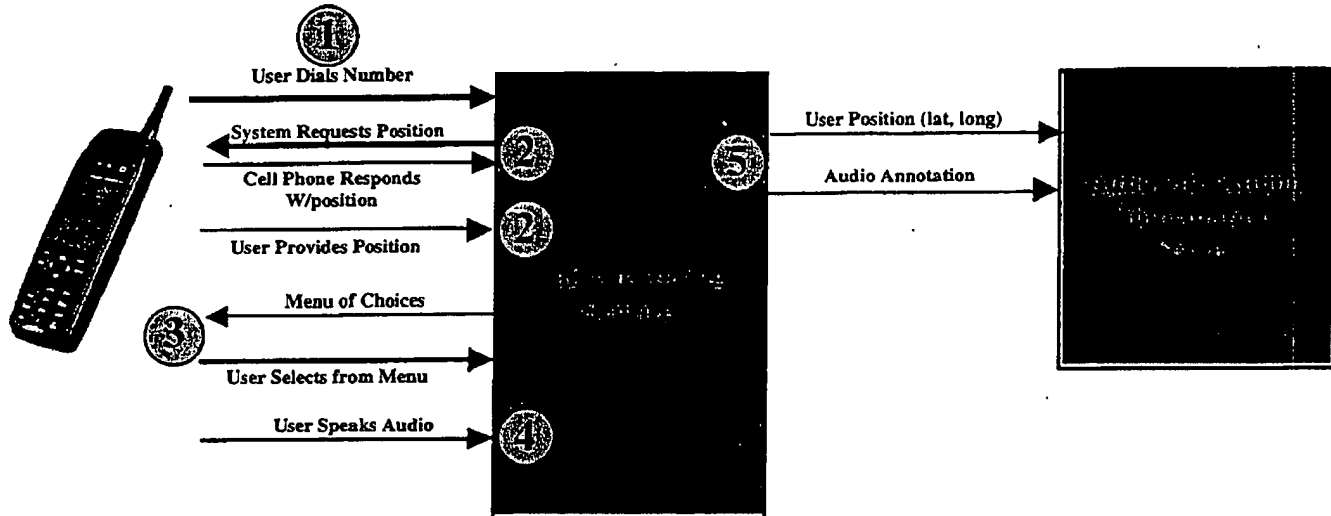 1
User Dials Number
System Requests Position
2
Cell Phone Responds
W/position
2
User Provides Position
Menu of Choices
3
User Selects from Menu
User Speaks Audio
4
5
User Position (lat, long)
Audio Annotation